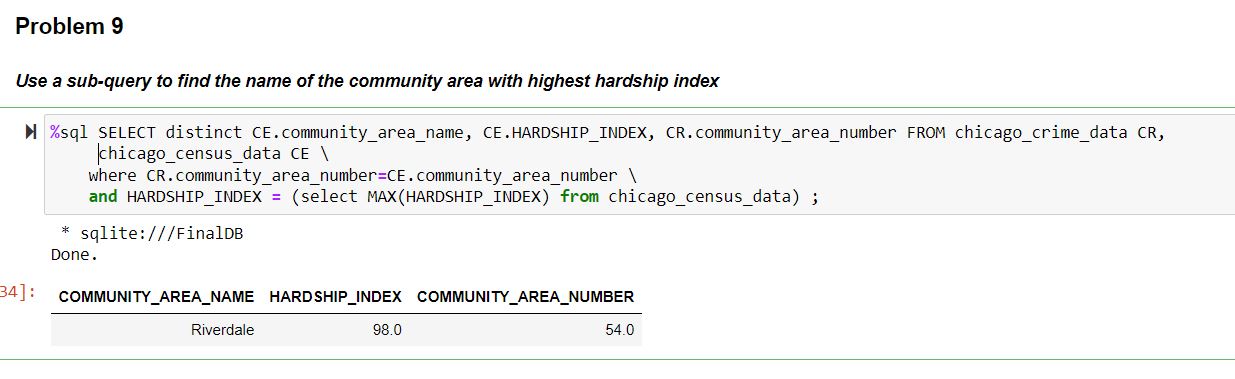 Problem 9
Use a sub-query to find the name of the community area with highest hardship index
%sql SELECT distinct CE.community_area_name, CE.HARDSHIP_INDEX, CR.community_area_number FROM chicago_crime_data CR,
chicago_census_data CE \
where CR.community_area_number=CE.community_area_number \
and HARDSHIP_INDEX = (select MAX(HARDSHIP_INDEX) from chicago_census_data) ;
* sqlite:///FinalDB
Done.
34]:
COMMUNITY_AREA_NAME HARDSHIP_INDEX COMMUNITY_AREA_NUMBER
Riverdale 98.0 54.0